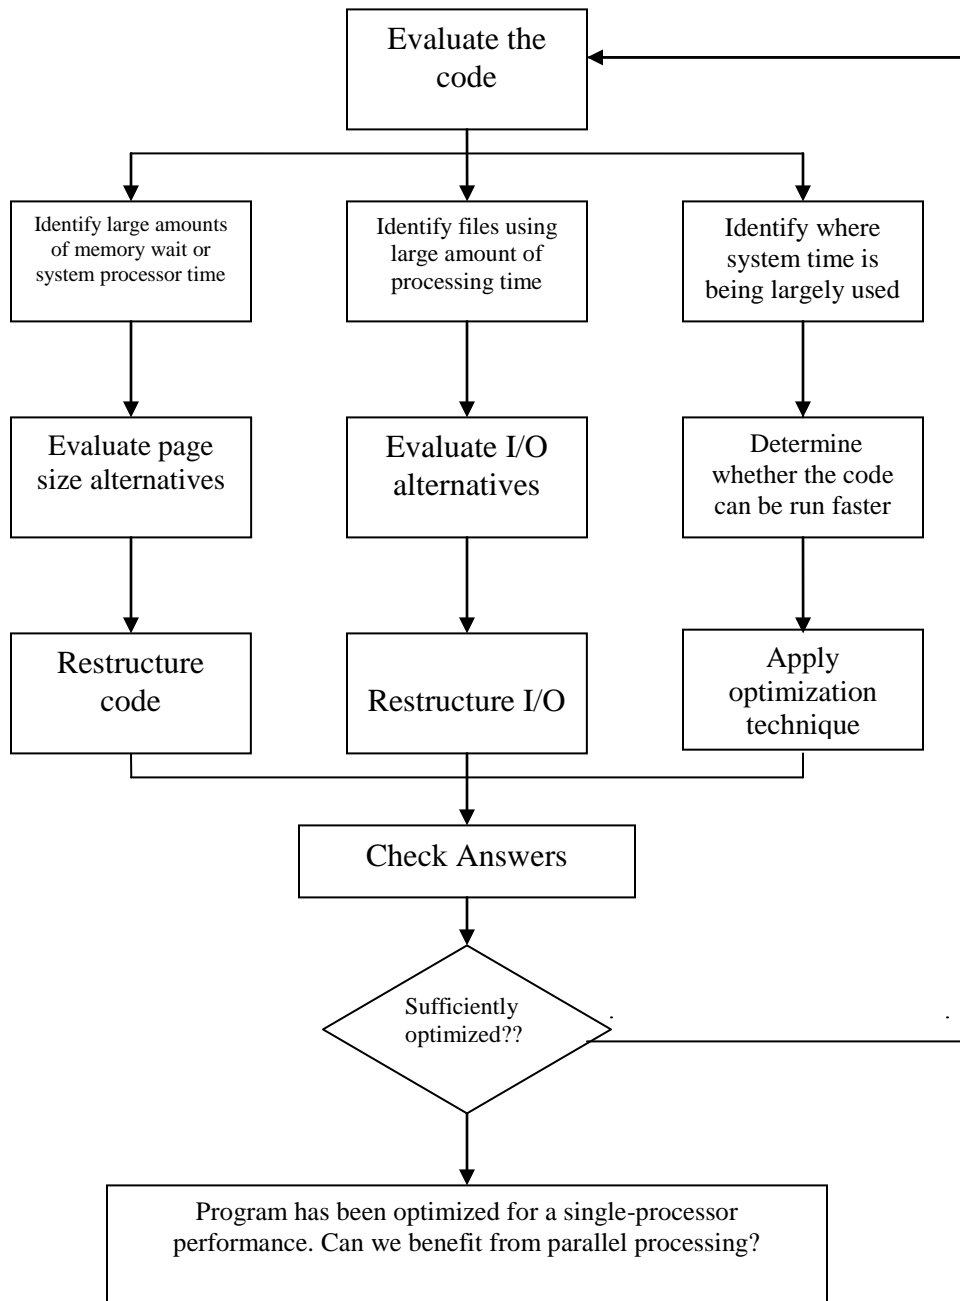 Evaluate the
code
Identify large amounts
of memory wait or
system processor time
Identify files using
large amount of
processing time
Identify where
system time is
being largely used
Evaluate page
size alternatives
Evaluate I/O
alternatives
Determine
whether the code
can be run faster
Restructure
code
Restructure I/O
Apply
optimization
technique
Check Answers
Sufficiently
optimized??
Program has been optimized for a single-processor
performance. Can we benefit from parallel processing?